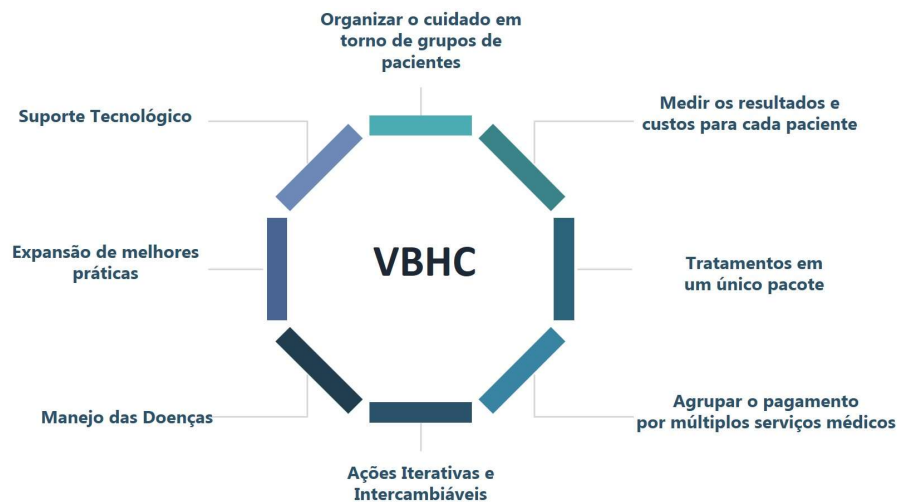 Organizar o cuidado em
torno de grupos de
pacientes
Suporte Tecnológico
Medir os resultados e
custos para cada paciente
Expansão de melhores
práticas
VBHC
Tratamentos em
um único pacote
Manejo das Doenças
Agrupar o pagamento
por múltiplos serviços médicos
Ações Iterativas e
Intercambiáveis